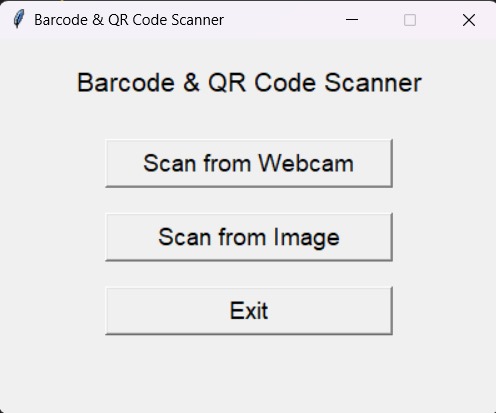 Barcode & QR Code Scanner
Barcode & QR Code Scanner
Scan from Webcam
Scan from Image
Exit